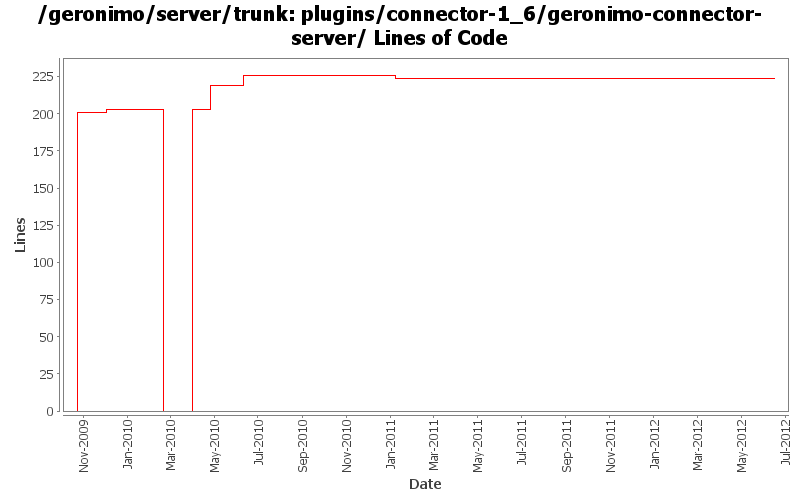 /geronimo/server/trunk: plugins/connector-1_6/geronimo-connector-
server/ Lines of Code
Lines
225
200
175
150
125
100
75
50
25
0
Nov-2009
Jan-2010
Mar-2010
May-2010
Jul-2010
Sep-2010
Nov-2010
Jan-2011
Mar-2011
May-2011
Jul-2011
Sep-2011
Nov-2011
Jan-2012
Mar-2012
May-2012
Jul-2012
Date